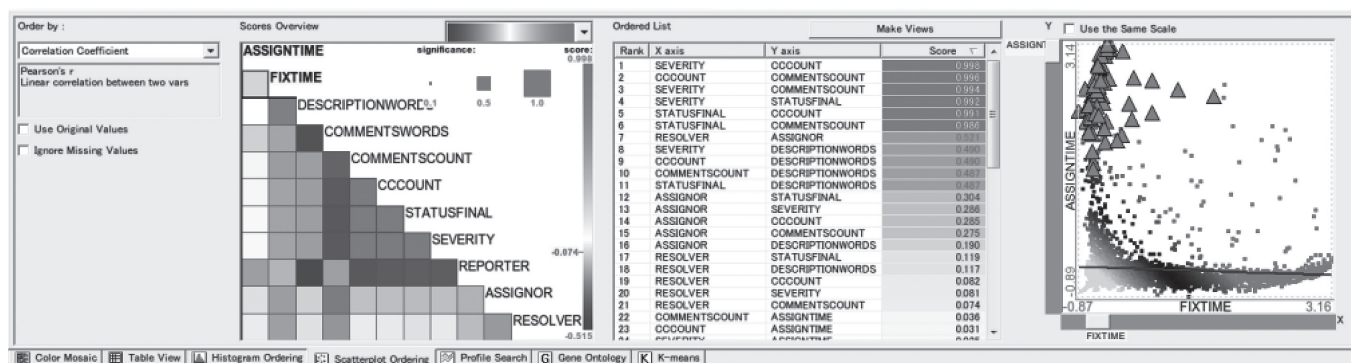 Order by :
Correlation Coefficient
Pearson's r
Linear correlation between two vars
Use Original Values
Ignore Missing Values
Scores Overview
ASSIGNTIME
significance:
score:
0.998
FIXTIME
0.1 0.5 1.0
COMMENTSWORDS
COMMENTSCOUNT
CCCOUNT
STATUSFINAL
SEVERITY
-0.074
REPORTER
ASSIGNOR
RESOLVER
-0.515
Ordered List
Make Views
Rank X axis Y axis Score
1 SEVERITY CCCOUNT 0.998
2 CCCOUNT COMMENTSCOUNT 0.996
3 SEVERITY COMMENTSCOUNT 0.994
4 SEVERITY STATUSFINAL 0.992
5 STATUSFINAL CCCOUNT 0.991
6 STATUSFINAL COMMENTSCOUNT 0.986
7 RESOLVER ASSIGNOR
8 SEVERITY DESCRIPTIONWORDS 0.490
9 CCCOUNT DESCRIPTIONWORDS 0.490
10 COMMENTSCOUNT DESCRIPTIONWORDS 0.487
11 STATUSFINAL DESCRIPTIONWORDS 0.487
12 ASSIGNOR STATUSFINAL 0.304
13 ASSIGNOR SEVERITY 0.286
14 ASSIGNOR CCCOUNT 0.285
15 ASSIGNOR COMMENTSCOUNT 0.275
16 ASSIGNOR DESCRIPTIONWORDS 0.190
17 RESOLVER STATUSFINAL 0.119
18 RESOLVER DESCRIPTIONWORDS 0.117
19 RESOLVER CCCOUNT 0.082
20 RESOLVER SEVERITY 0.081
21 RESOLVER COMMENTSCOUNT 0.074
22 COMMENTSCOUNT ASSIGNTIME 0.036
23 CCCOUNT ASSIGNTIME 0.031
Y Use the Same Scale
ASSIGNT
3.14
ASSIGNTIME
-0.89
-0.87 FIXTIME 3.16
X
FIXTIME
Color Mosaic Table View Histogram Ordering Scatterplot Ordering Profile Search G Gene Ontology K K-means